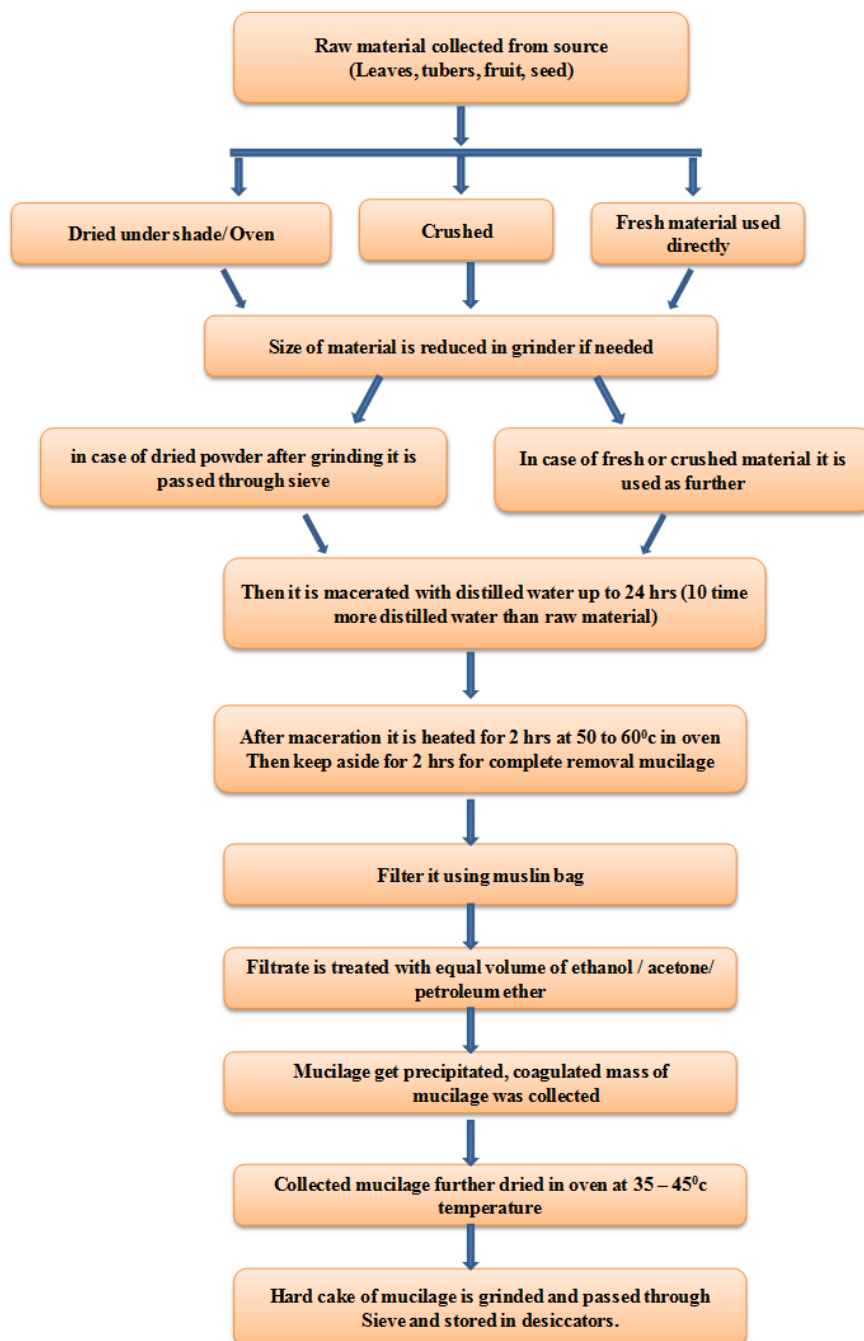 Raw material collected from source
(Leaves, tubers, fruit, seed)
Dried under shade/ Oven
Crushed
Fresh material used
directly
Size of material is reduced in grinder if needed
in case of dried powder after grinding it is
passed through sieve
In case of fresh or crushed material it is
used as further
Then it is macerated with distilled water up to 24 hrs (10 time
more distilled water than raw material)
After maceration it is heated for 2 hrs at 50 to 60⁰c in oven
Then keep aside for 2 hrs for complete removal mucilage
Filter it using muslin bag
Filtrate is treated with equal volume of ethanol / acetone/
petroleum ether
Mucilage get precipitated, coagulated mass of
mucilage was collected
Collected mucilage further dried in oven at 35 – 45⁰c
temperature
Hard cake of mucilage is grinded and passed through
Sieve and stored in desiccators.